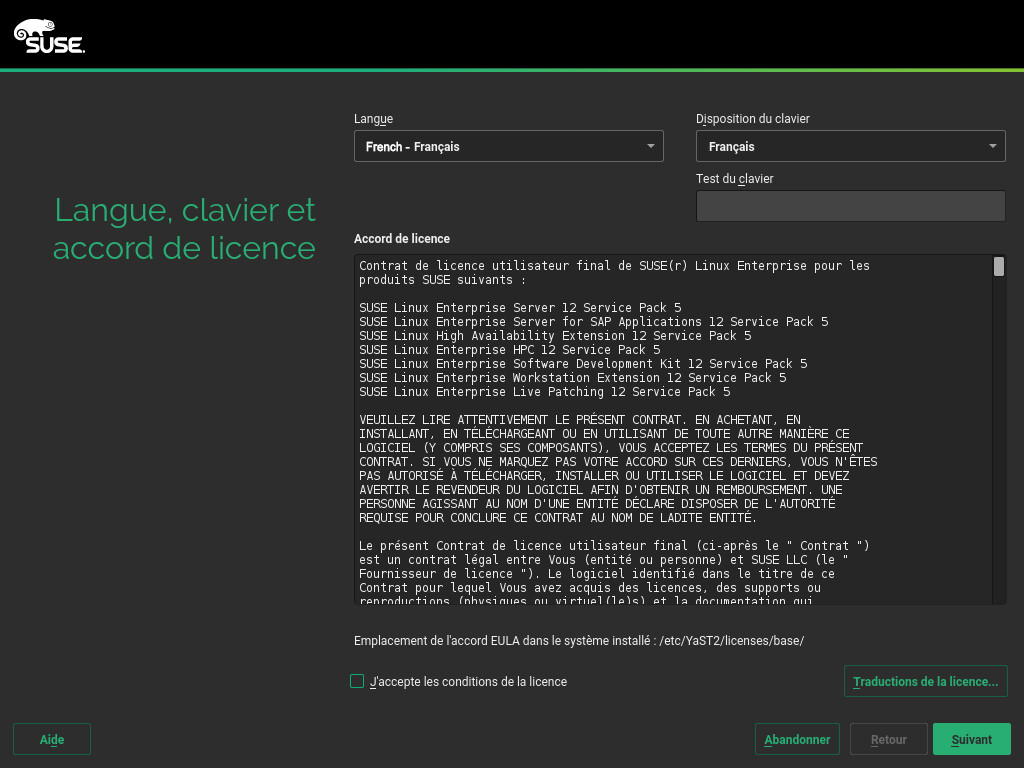 SUSE.
Langue
Disposition du clavier
French - Français
Français
Test du clavier
Langue, clavier et
accord de licence
Accord de licence
Contrat de licence utilisateur final de SUSE(r) Linux Enterprise pour les
produits SUSE suivants :
SUSE Linux Enterprise Server 12 Service Pack 5
SUSE Linux Enterprise Server for SAP Applications 12 Service Pack 5
SUSE Linux High Availability Extension 12 Service Pack 5
SUSE Linux Enterprise HPC 12 Service Pack 5
SUSE Linux Enterprise Software Development Kit 12 Service Pack 5
SUSE Linux Enterprise Workstation Extension 12 Service Pack 5
SUSE Linux Enterprise Live Patching 12 Service Pack 5
VEUILLEZ LIRE ATTENTIVEMENT LE PRÉSENT CONTRAT. EN ACHETANT, EN
INSTALLANT, EN TÉLÉCHARGEANT OU EN UTILISANT DE TOUTE AUTRE MANIÈRE CE
LOGICIEL (Y COMPRIS SES COMPOSANTS), VOUS ACCEPTEZ LES TERMES DU PRÉSENT
CONTRAT. SI VOUS NE MARQUEZ PAS VOTRE ACCORD SUR CES DERNIERS, VOUS N'ÊTES
PAS AUTORISÉ À TÉLÉCHARGER, INSTALLER OU UTILISER LE LOGICIEL ET DEVEZ
AVERTIR LE REVENDEUR DU LOGICIEL AFIN D'OBTENIR UN REMBOURSEMENT. UNE
PERSONNE AGISSANT AU NOM D'UNE ENTITÉ DÉCLARE DISPOSER DE L'AUTORITÉ
REQUISE POUR CONCLURE CE CONTRAT AU NOM DE LADITE ENTITÉ.
Le présent Contrat de licence utilisateur final (ci-après le " Contrat ")
est un contrat légal entre Vous (entité ou personne) et SUSE LLC (le "
Fournisseur de licence "). Le logiciel identifié dans le titre de ce
Contrat pour lequel Vous avez acquis des licences, des supports ou
reproductions (physiques ou virtuel(le)s) et la documentation qui
Emplacement de l'accord EULA dans le système installé : /etc/YaST2/licenses/base/
J'accepte les conditions de la licence
Traductions de la licence...
Aide
Abandonner
Retour
Suivant